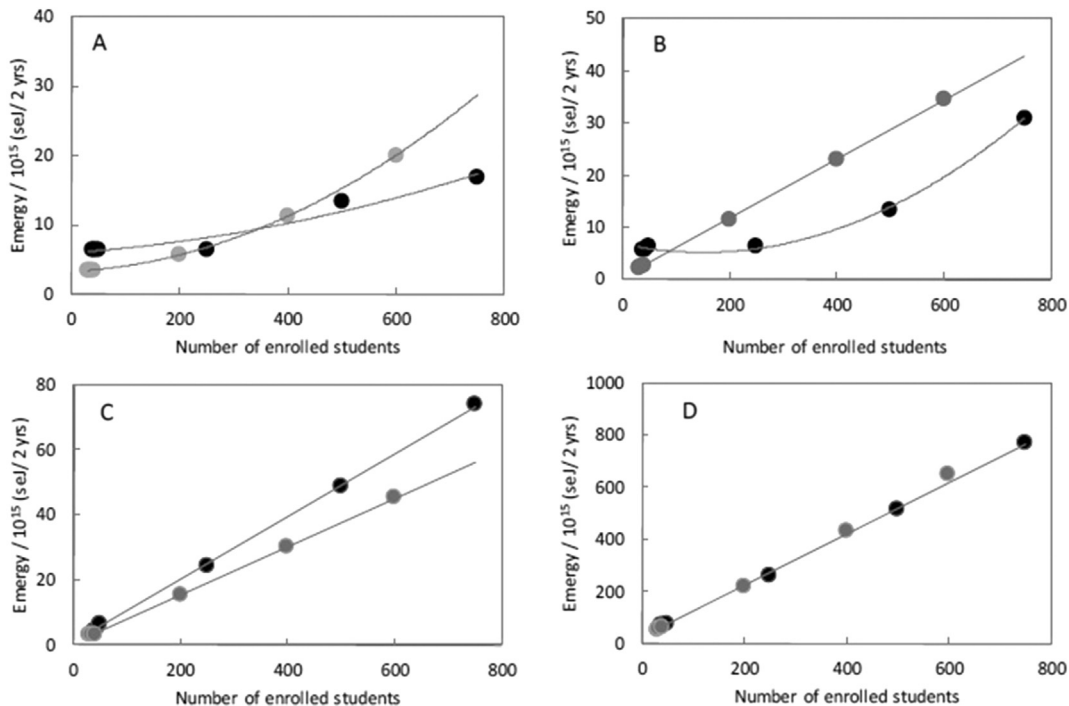 A
40
30
20
10
0
0 200 400 600 800
Emergy / 10¹⁵ (seJ/ 2 yrs)
Number of enrolled students
B
50
40
30
20
10
0
0 200 400 600 800
Emergy / 10¹⁵ (seJ/ 2 yrs)
Number of enrolled students
C
80
60
40
20
0
0 200 400 600 800
Emergy / 10¹⁵ (seJ/ 2 yrs)
Number of enrolled students
D
1000
800
600
400
200
0
0 200 400 600 800
Emergy / 10¹⁵ (seJ/ 2 yrs)
Number of enrolled students